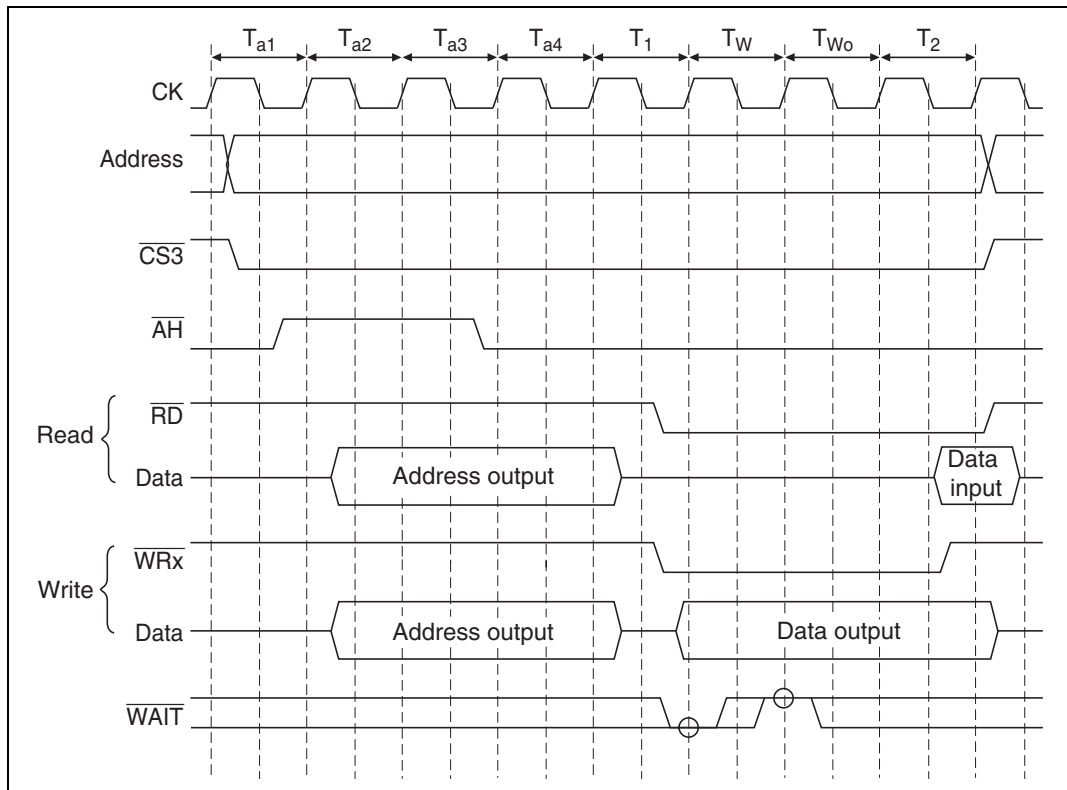 Ta1 Ta2 Ta3 Ta4 T1 TW TWo T2
CK
Address
CS3
AH
Read
RD
Data
Address output
Data
input
Write
WRx
Data
Address output
Data output
WAIT